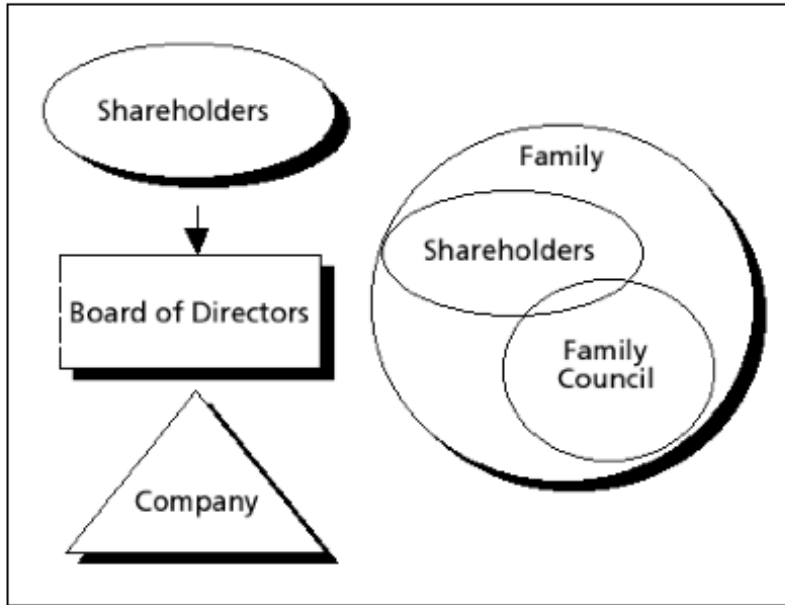 Shareholders
Board of Directors
Company
Family
Shareholders
Family
Council